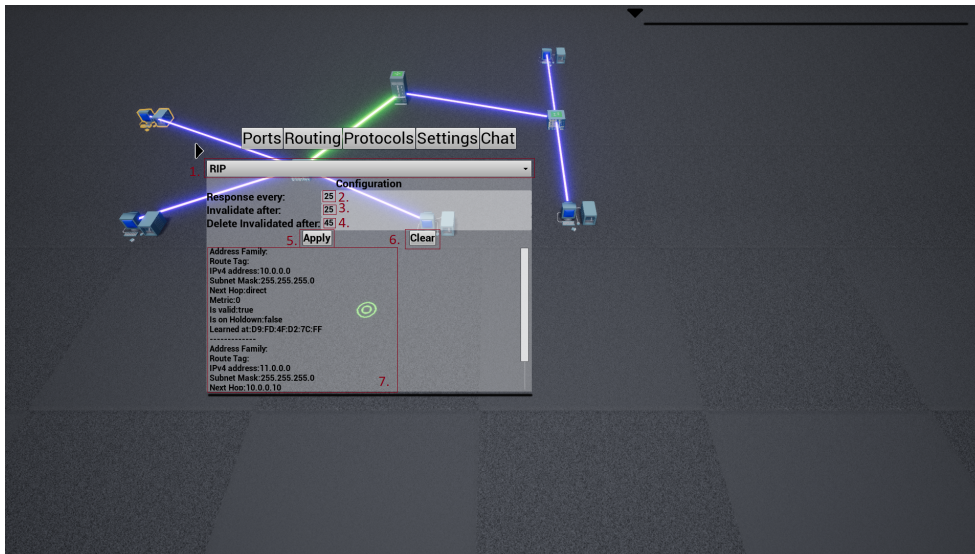 Ports Routing Protocols Settings Chat
1. RIP
Configuration
Response every: 25 2.
Invalidate after: 25 3.
Delete Invalidated after: 45 4.
5. Apply 6. Clear
Address Family:
Route Tag:
IPv4 address:10.0.0.0
Subnet Mask:255.255.255.0
Next Hop:direct
Metric:0
Is valid:true
Is on Holdown:false
Learned at:D9:FD:4F:D2:7C:FF
-------------
Address Family:
Route Tag:
IPv4 address:11.0.0.0
Subnet Mask:255.255.255.0
7.
Next Hop:10.0.0.10